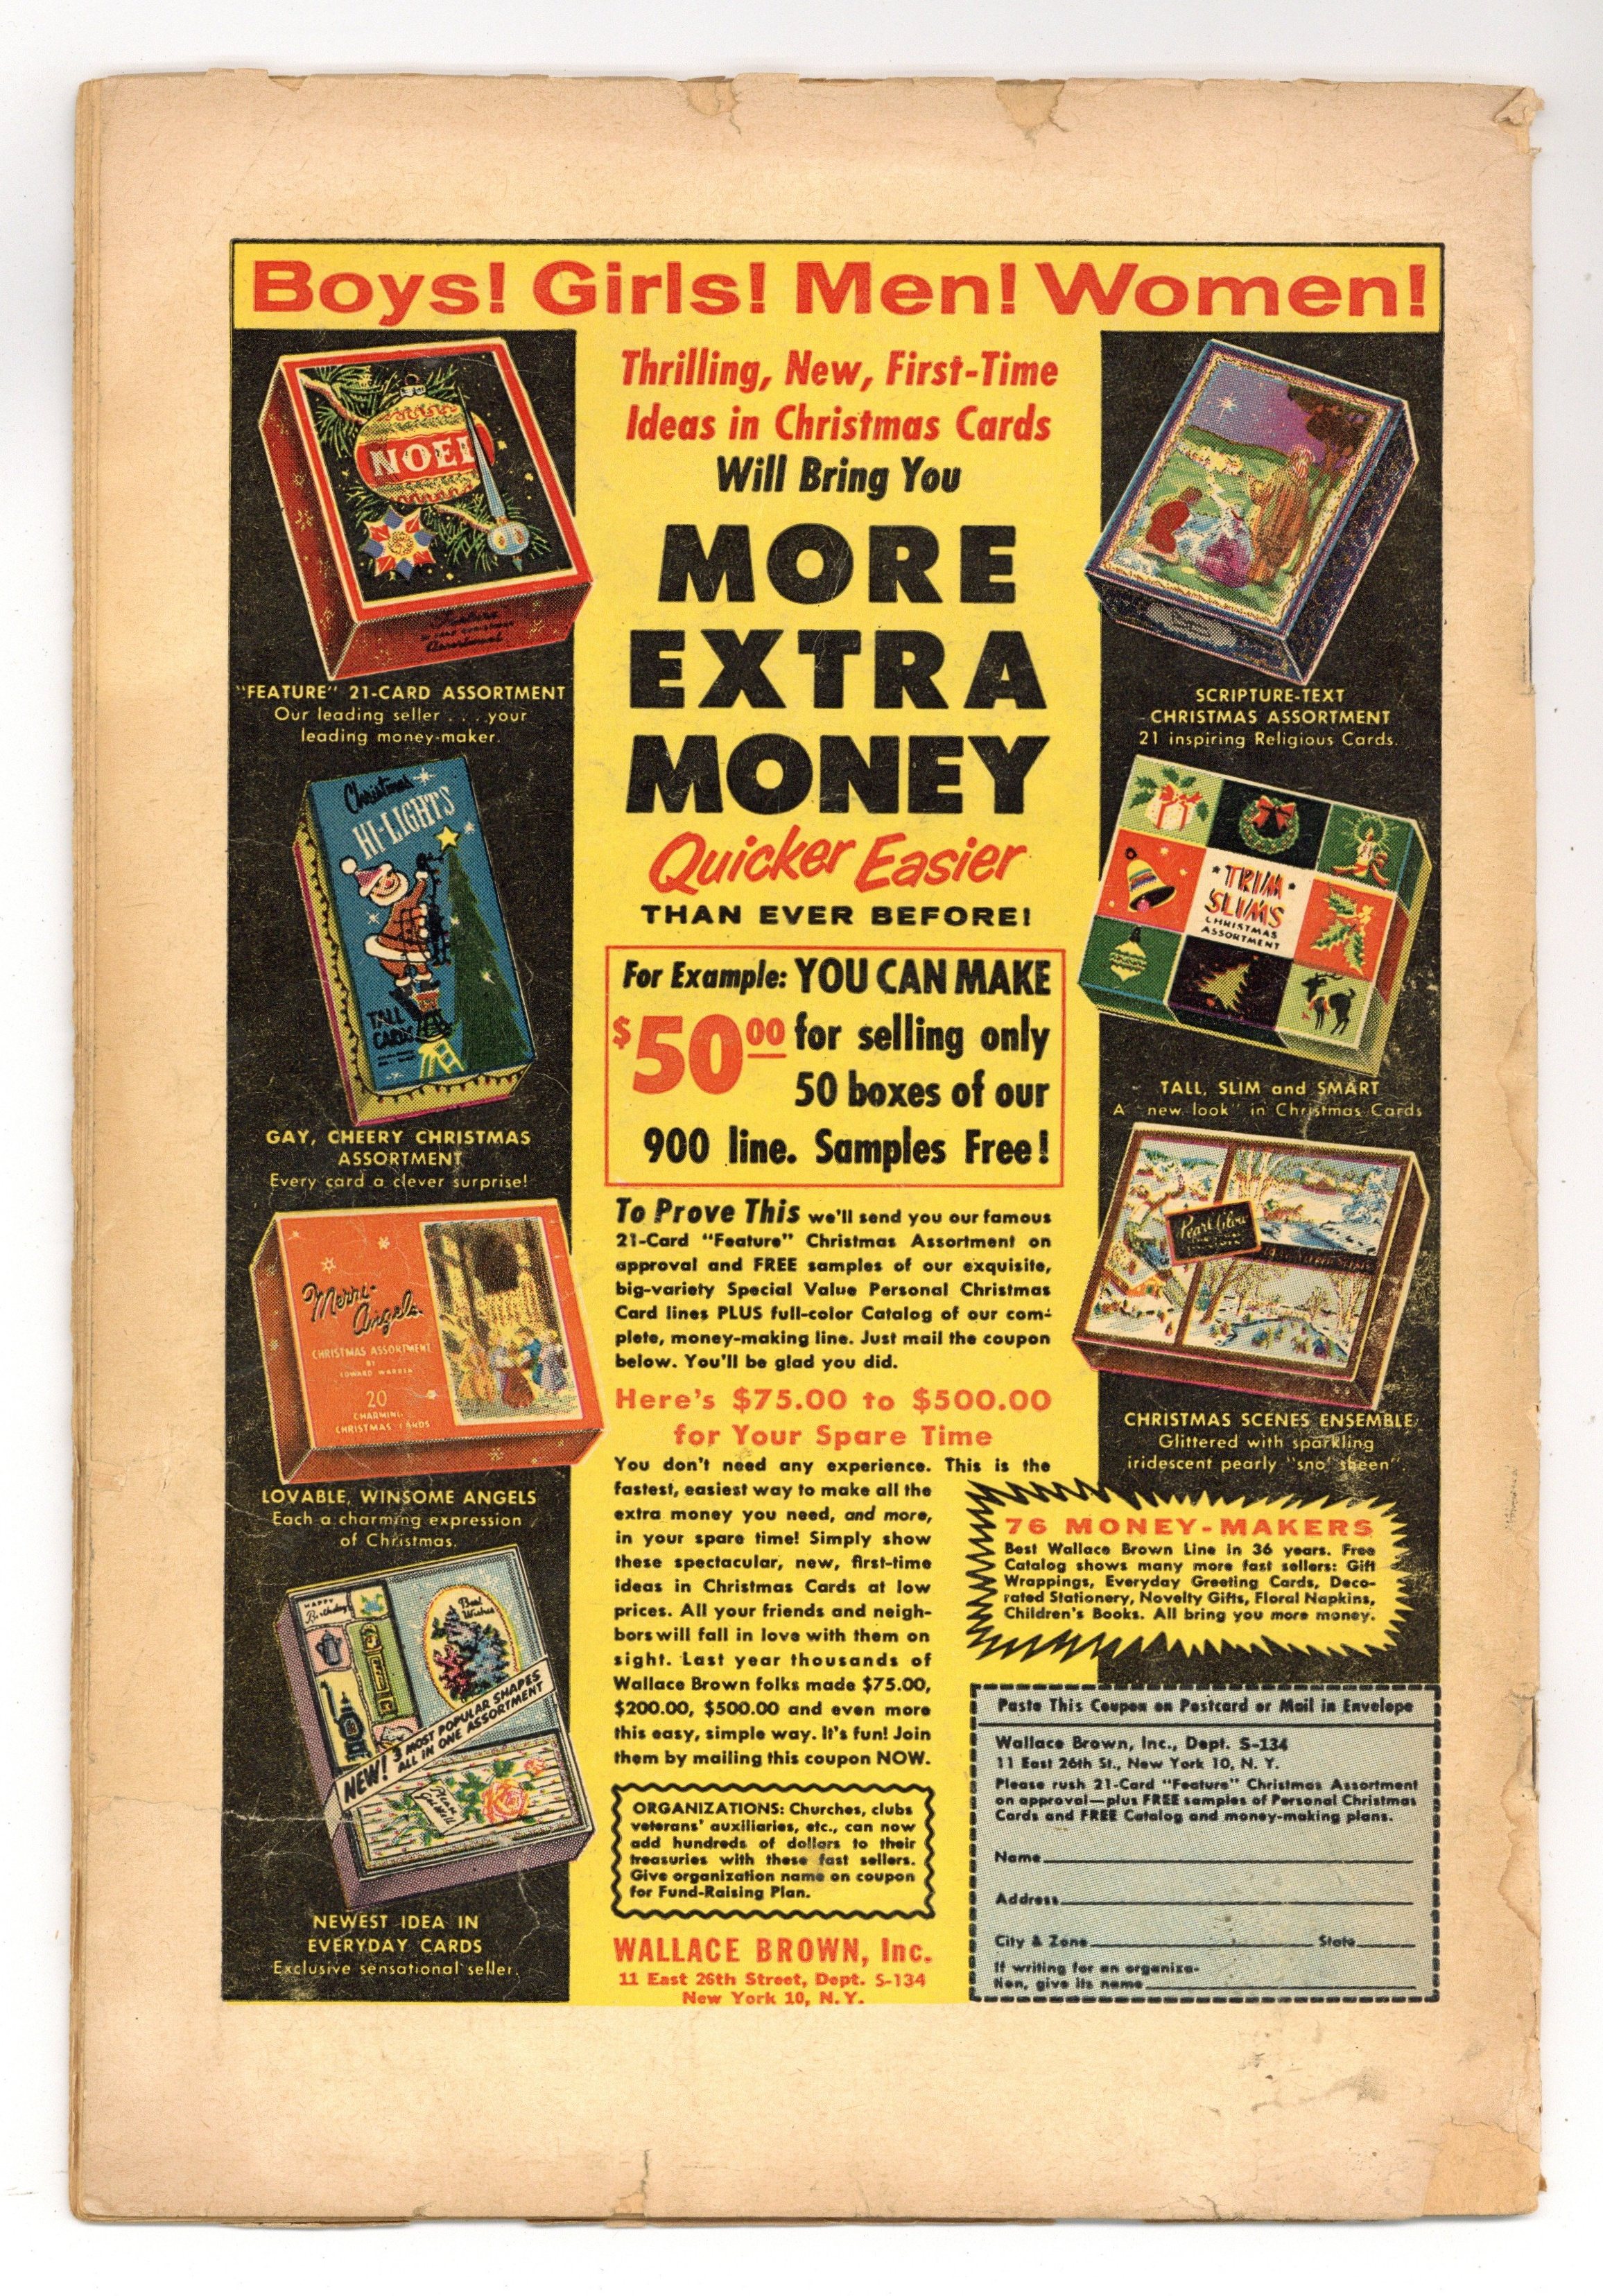 Boys! Girls! Men! Women!
Thrilling, New, First-Time
Ideas in Christmas Cards
Will Bring You
MORE
EXTRA
MONEY
Quicker Easier
THAN EVER BEFORE!
For Example: YOU CAN MAKE
$50.00 for selling only
50 boxes of our
900 line. Samples Free!
To Prove This we'll send you our famous
21-Card "Feature" Christmas Assortment on
approval and FREE samples of our exquisite,
big-variety Special Value Personal Christmas
Card lines PLUS full-color Catalog of our com-
plete, money-making line. Just mail the coupon
below. You'll be glad you did.
Here's $75.00 to $500.00
for Your Spare Time
You don't need any experience. This is the
fastest, easiest way to make all the
extra money you need, and more,
in your spare time! Simply show
these spectacular, new, first-time
ideas in Christmas Cards at low
prices. All your friends and neigh-
bors will fall in love with them on
sight. Last year thousands of
Wallace Brown folks made $75.00,
$200.00, $500.00 and even more
this easy, simple way. It's fun! Join
them by mailing this coupon NOW.
ORGANIZATIONS: Churches, clubs
veterans' auxiliaries, etc., can now
add hundreds of dollars to their
treasuries with these fast sellers.
Give organization name on coupon
for Fund-Raising Plan.
WALLACE BROWN, Inc.
11 East 26th Street, Dept. S-134
New York 10, N.Y.
NOEL
Feature
21 CARD CHRISTMAS
Assortment
"FEATURE" 21-CARD ASSORTMENT
Our leading seller . . . your
leading money-maker.
Christmas
HI-LIGHTS
TALL
CARDS
GAY, CHEERY CHRISTMAS
ASSORTMENT
Every card a clever surprise!
Merri-
Angels
CHRISTMAS ASSORTMENT
BY
EDWARD WARREN
20
CHARMING
CHRISTMAS CARDS
LOVABLE, WINSOME ANGELS
Each a charming expression
of Christmas.
HAPPY
Birthday
Best
Wishes
NEW! 3 MOST POPULAR SHAPES
ALL IN ONE ASSORTMENT
NEWEST IDEA IN
EVERYDAY CARDS
Exclusive sensational seller.
SCRIPTURE-TEXT
CHRISTMAS ASSORTMENT
21 inspiring Religious Cards.
TRIM
SLIMS
CHRISTMAS
ASSORTMENT
TALL, SLIM and SMART
A "new look" in Christmas Cards
Pearl Glow
CHRISTMAS SCENES ENSEMBLE
Glittered with sparkling
iridescent pearly "sno' sheen".
76 MONEY-MAKERS
Best Wallace Brown Line in 36 years. Free
Catalog shows many more fast sellers: Gift
Wrappings, Everyday Greeting Cards, Deco-
rated Stationery, Novelty Gifts, Floral Napkins,
Children's Books. All bring you more money.
Paste This Coupon on Postcard or Mail in Envelope
Wallace Brown, Inc., Dept. S-134
11 East 26th St., New York 10, N. Y.
Please rush 21-Card "Feature" Christmas Assortment
on approval—plus FREE samples of Personal Christmas
Cards and FREE Catalog and money-making plans.
Name
Address
City & Zone State
If writing for an organiza-
tion, give its name